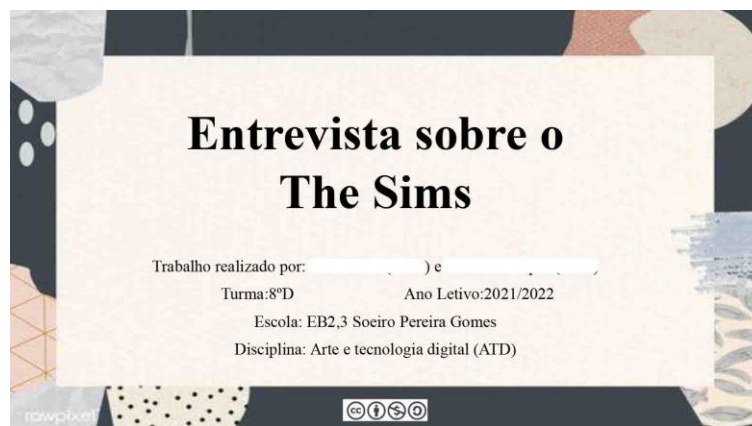 Entrevista sobre o
The Sims
Trabalho realizado por: ( ) e
Turma:8ºD Ano Letivo:2021/2022
Escola: EB2,3 Soeiro Pereira Gomes
Disciplina: Arte e tecnologia digital (ATD)
rawpixel
cc